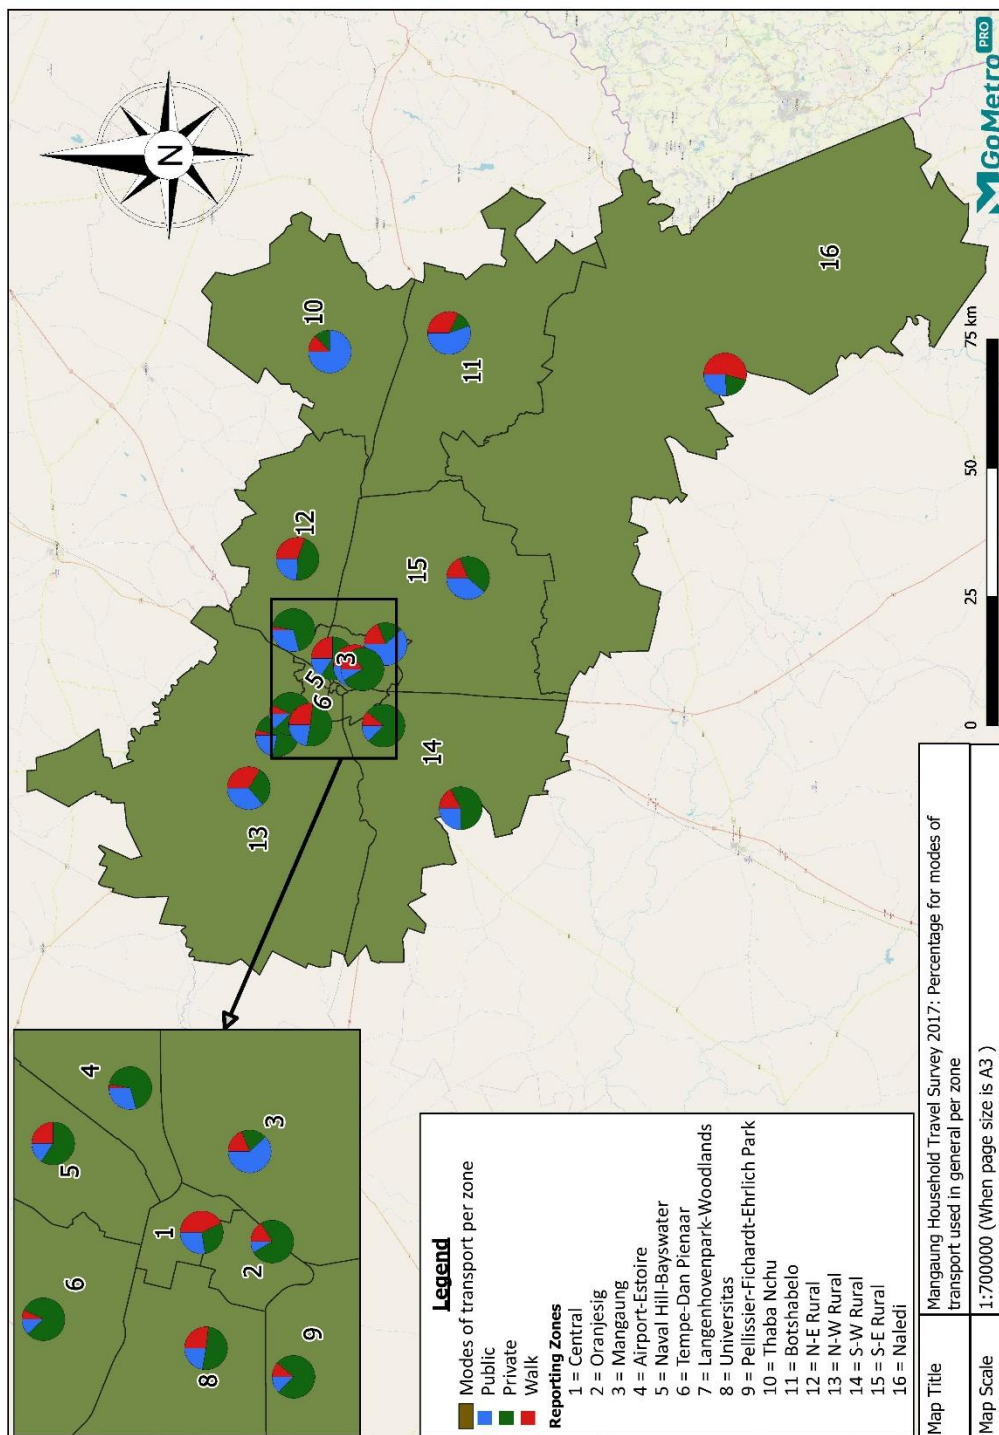 N
10
11
12
13
14
15
16
3
5
6
4
5
6
1
3
2
8
9
0
25
50
75 km
Legend
Modes of transport per zone
Public
Private
Walk
Reporting Zones
1 = Central
2 = Oranjesig
3 = Mangaung
4 = Airport-Estoire
5 = Naval Hill-Bayswater
6 = Tempe-Dan Pienaar
7 = Langenhovenpark-Woodlands
8 = Universitas
9 = Pellissier-Fichardt-Ehrlich Park
10 = Thaba Nchu
11 = Botshabelo
12 = N-E Rural
13 = N-W Rural
14 = S-W Rural
15 = S-E Rural
16 = Naledi
Map Title
Mangaung Household Travel Survey 2017: Percentage for modes of
transport used in general per zone
Map Scale
1:700000 (When page size is A3 )
GoMetro PRO